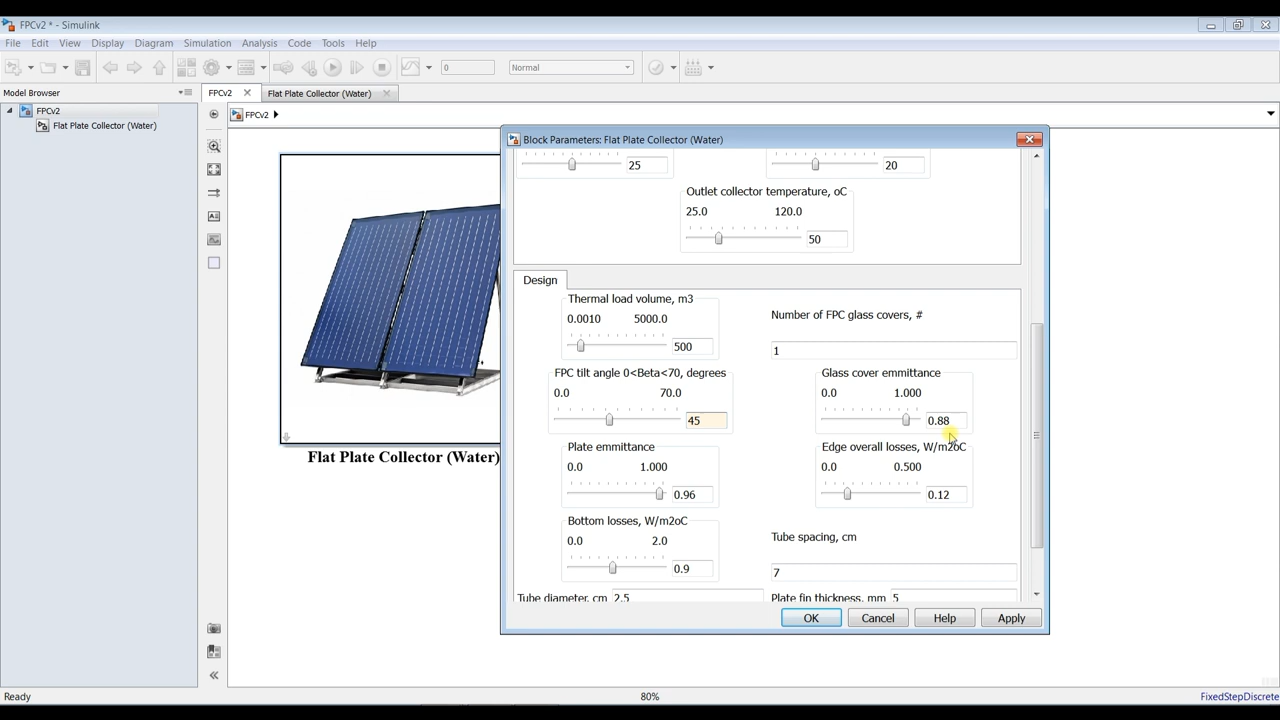 FPCv2 * - Simulink
File Edit View Display Diagram Simulation Analysis Code Tools Help
0 Normal
Model Browser
FPCv2 Flat Plate Collector (Water)
FPCv2
FPCv2
Flat Plate Collector (Water)
Block Parameters: Flat Plate Collector (Water)
25 20
Outlet collector temperature, oC
25.0 120.0
50
Design
Thermal load volume, m3
0.0010 5000.0
500
Number of FPC glass covers, #
1
FPC tilt angle 0<Beta<70, degrees
0.0 70.0
45
Glass cover emmittance
0.0 1.000
0.88
Plate emmittance
0.0 1.000
0.96
Edge overall losses, W/m2oC
0.0 0.500
0.12
Bottom losses, W/m2oC
0.0 2.0
0.9
Tube spacing, cm
7
Tube diameter, cm 2.5 Plate fin thickness, mm 5
OK Cancel Help Apply
Flat Plate Collector (Water)
Ready 80% FixedStepDiscrete